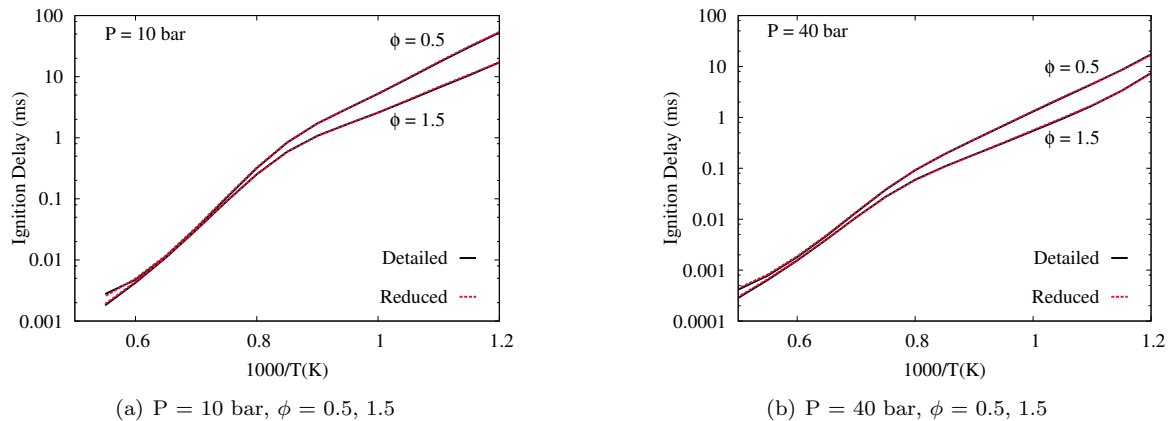 100
10
1
0.1
0.01
0.001
Ignition Delay (ms)
P = 10 bar
ϕ = 0.5
ϕ = 1.5
Detailed
Reduced
0.6
0.8
1
1.2
1000/T(K)
(a) P = 10 bar, ϕ = 0.5, 1.5
100
10
1
0.1
0.01
0.001
0.0001
Ignition Delay (ms)
P = 40 bar
ϕ = 0.5
ϕ = 1.5
Detailed
Reduced
0.6
0.8
1
1.2
1000/T(K)
(b) P = 40 bar, ϕ = 0.5, 1.5